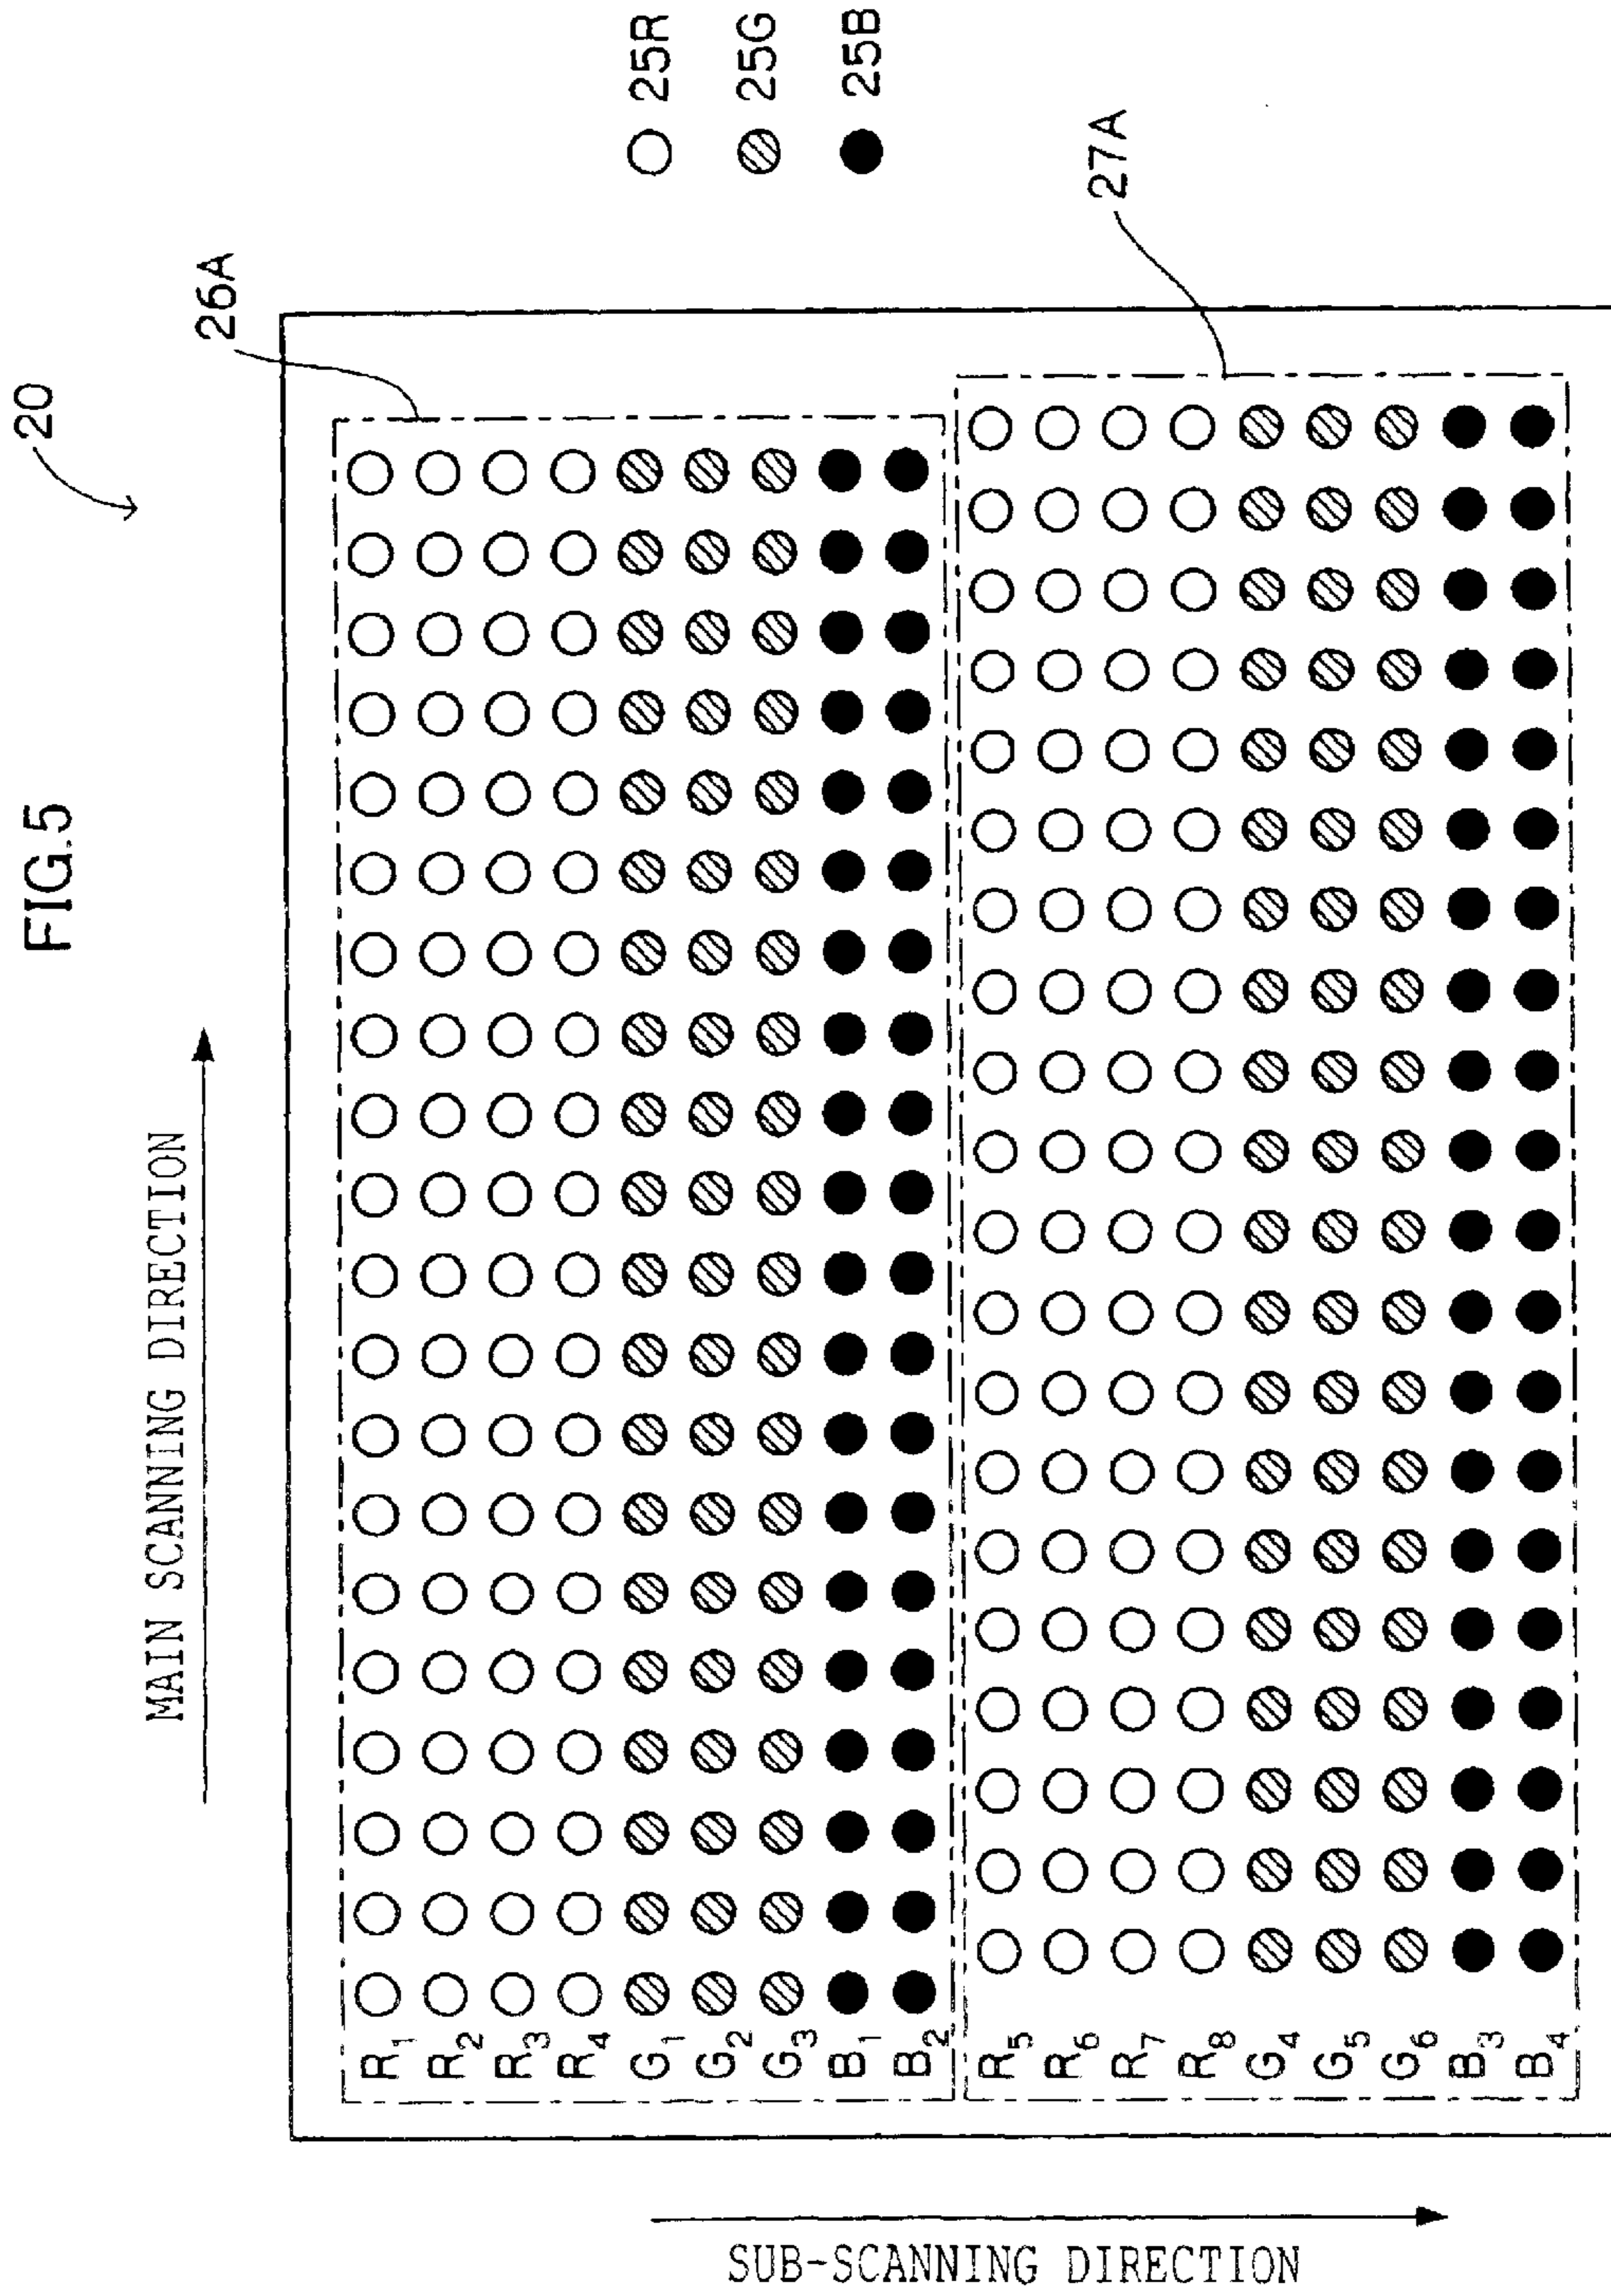 FIG.5
20
MAIN SCANNING DIRECTION
26A
R1
R2
R3
R4
G1
G2
G3
B1
B2
R5
R6
R7
R8
G4
G5
G6
B3
B4
27A
25R
25G
25B
SUB-SCANNING DIRECTION